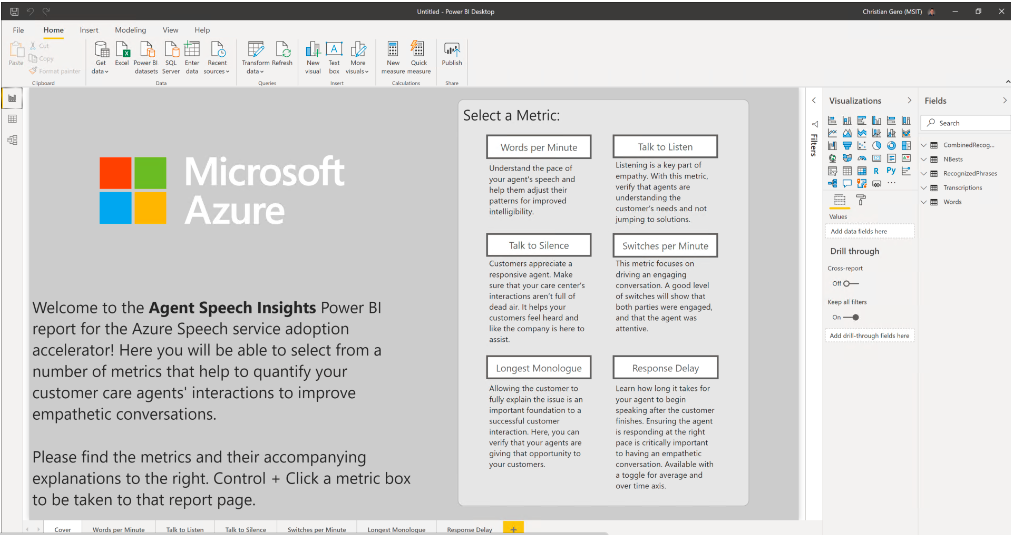 Untitled - Power BI Desktop
Christian Gero (MSIT)
File Home Insert Modeling View Help
Paste
Cut
Copy
Format painter
Get data
Excel
Power BI datasets
SQL Server
Enter data
Recent sources
Transform data
Refresh
New visual
Text box
More visuals
New measure
Quick measure
Publish
Clipboard
Data
Queries
Insert
Calculations
Share
Microsoft
Azure
Welcome to the Agent Speech Insights Power BI
report for the Azure Speech service adoption
accelerator! Here you will be able to select from a
number of metrics that help to quantify your
customer care agents' interactions to improve
empathetic conversations.
Please find the metrics and their accompanying
explanations to the right. Control + Click a metric box
to be taken to that report page.
Select a Metric:
Words per Minute
Understand the pace of
your agent's speech and
help them adjust their
patterns for improved
intelligibility.
Talk to Listen
Listening is a key part of
empathy. With this metric,
verify that agents are
understanding the
customer's needs and not
jumping to solutions.
Talk to Silence
Customers appreciate a
responsive agent. Make
sure that your care center's
interactions aren't full of
dead air. It helps your
customers feel heard and
like the company is here to
assist.
Switches per Minute
This metric focuses on
driving an engaging
conversation. A good level
of switches will show that
both parties were engaged,
and that the agent was
attentive.
Longest Monologue
Allowing the customer to
fully explain the issue is an
important foundation to a
successful customer
interaction. Here, you can
verify that your agents are
giving that opportunity to
your customers.
Response Delay
Learn how long it takes for
your agent to begin
speaking after the customer
finishes. Ensuring the agent
is responding at the right
pace is critically important
to having an empathetic
conversation. Available with
a toggle for average and
over time axis.
Filters
Visualizations
R Py
Values
Add data fields here
Drill through
Cross-report
Off
Keep all filters
On
Add drill-through fields here
Fields
Search
CombinedRecog...
NBests
RecognizedPhrases
Transcriptions
Words
Cover
Words per Minute
Talk to Listen
Talk to Silence
Switches per Minute
Longest Monologue
Response Delay
+